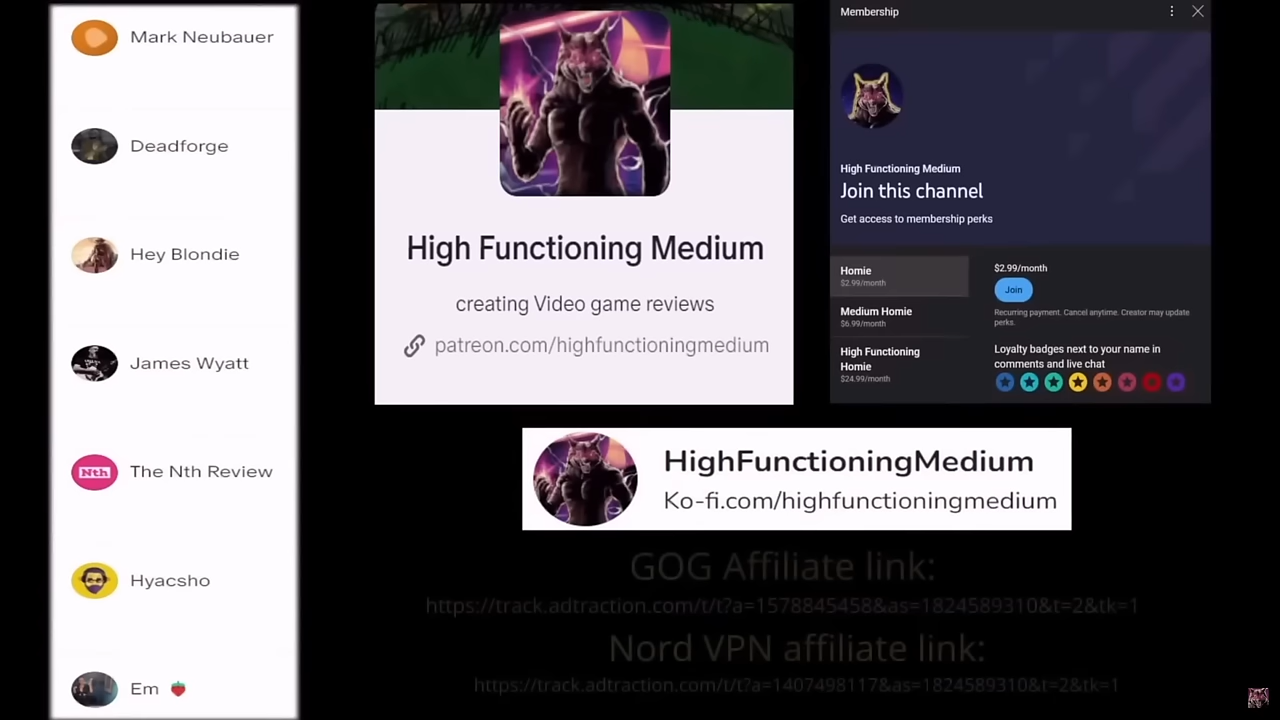 Mark Neubauer
Deadforge
Hey Blondie
James Wyatt
Nth
The Nth Review
Hyacsho
Em
High Functioning Medium
creating Video game reviews
patreon.com/highfunctioningmedium
Membership
High Functioning Medium
Join this channel
Get access to membership perks
Homie
$2.99/month
Medium Homie
$6.99/month
High Functioning
Homie
$24.99/month
$2.99/month
Join
Recurring payment. Cancel anytime. Creator may update
perks.
Loyalty badges next to your name in
comments and live chat
HighFunctioningMedium
Ko-fi.com/highfunctioningmedium
GOG Affiliate link:
https://track.adtraction.com/t/t?a=1578845458&as=1824589310&t=2&tk=1
Nord VPN affiliate link:
https://track.adtraction.com/t/t?a=1407498117&as=1824589310&t=2&tk=1